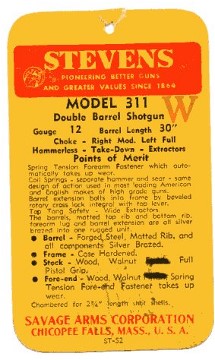 STEVENS
PIONEERING BETTER GUNS
AND GREATER VALUES SINCE 1864
MODEL 311
W
Double Barrel Shotgun
Gauge 12 Barrel Length 30"
Choke - Right Mod. Left Full
Hammerless - Take-Down - Extractors
Points of Merit
Spring Tension Forearm Fastener which automatically takes up wear.
Coil Springs - separate hammer and sear - same
design of action used in most leading American
and English makes of high grade guns.
Barrel extension bolts into frame by beveled
rotary cross lock integral with top lever.
Top Tang Safety - Wide Extractors
The barrels, matted top rib and bottom rib,
forearm lug and barrel extension are all silver
brazed into one rugged unit.
Barrel - Forged Steel, Matted Rib, and
all components Silver Brazed.
Frame - Case Hardened.
Stock - Wood, Walnut Full
Pistol Grip.
Fore-end - Wood, Walnut Spring
Tension Fore-end Fastener takes up
wear.
Chambered for 2¾" length shot shells.
SAVAGE ARMS CORPORATION
CHICOPEE FALLS, MASS., U. S. A.
ST-52